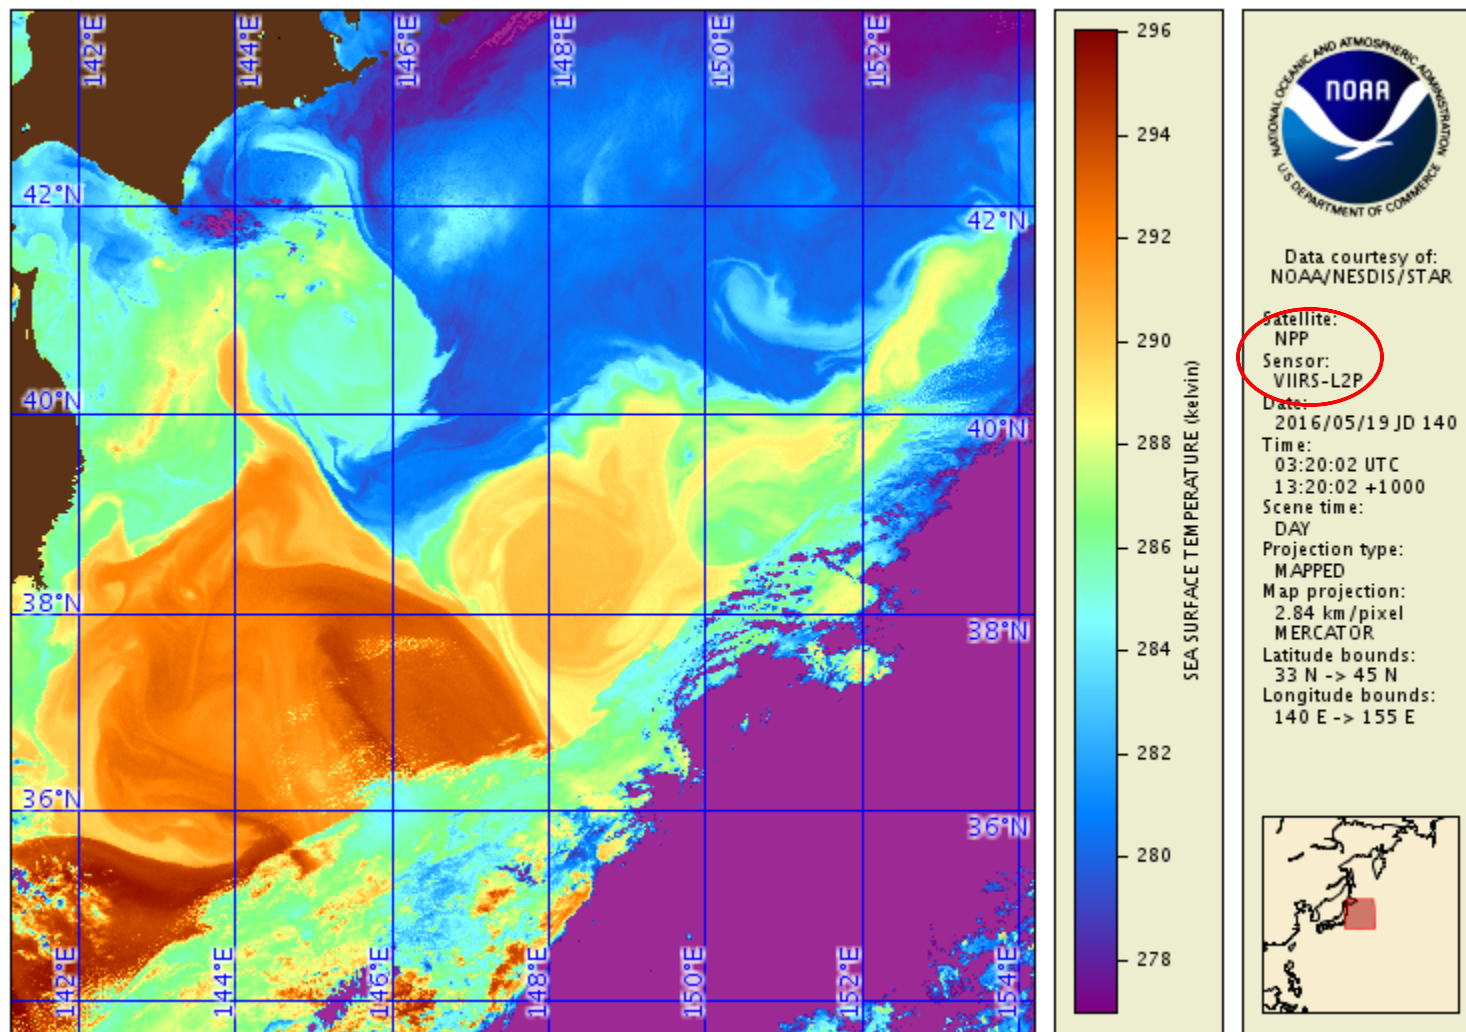 142°E
144°E
146°E
148°E
150°E
152°E
42°N
42°N
40°N
40°N
38°N
38°N
36°N
36°N
142°E
144°E
146°E
148°E
150°E
152°E
154°E
296
294
292
290
288
286
284
282
280
278
SEA SURFACE TEMPERATURE (kelvin)
NATIONAL OCEANIC AND ATMOSPHERIC ADMINISTRATION
NOAA
U.S. DEPARTMENT OF COMMERCE
Data courtesy of:
NOAA/NESDIS/STAR
Satellite:
NPP
Sensor:
VIIRS-L2P
Date:
2016/05/19 JD 140
Time:
03:20:02 UTC
13:20:02 +1000
Scene time:
DAY
Projection type:
MAPPED
Map projection:
2.84 km/pixel
MERCATOR
Latitude bounds:
33 N -> 45 N
Longitude bounds:
140 E -> 155 E